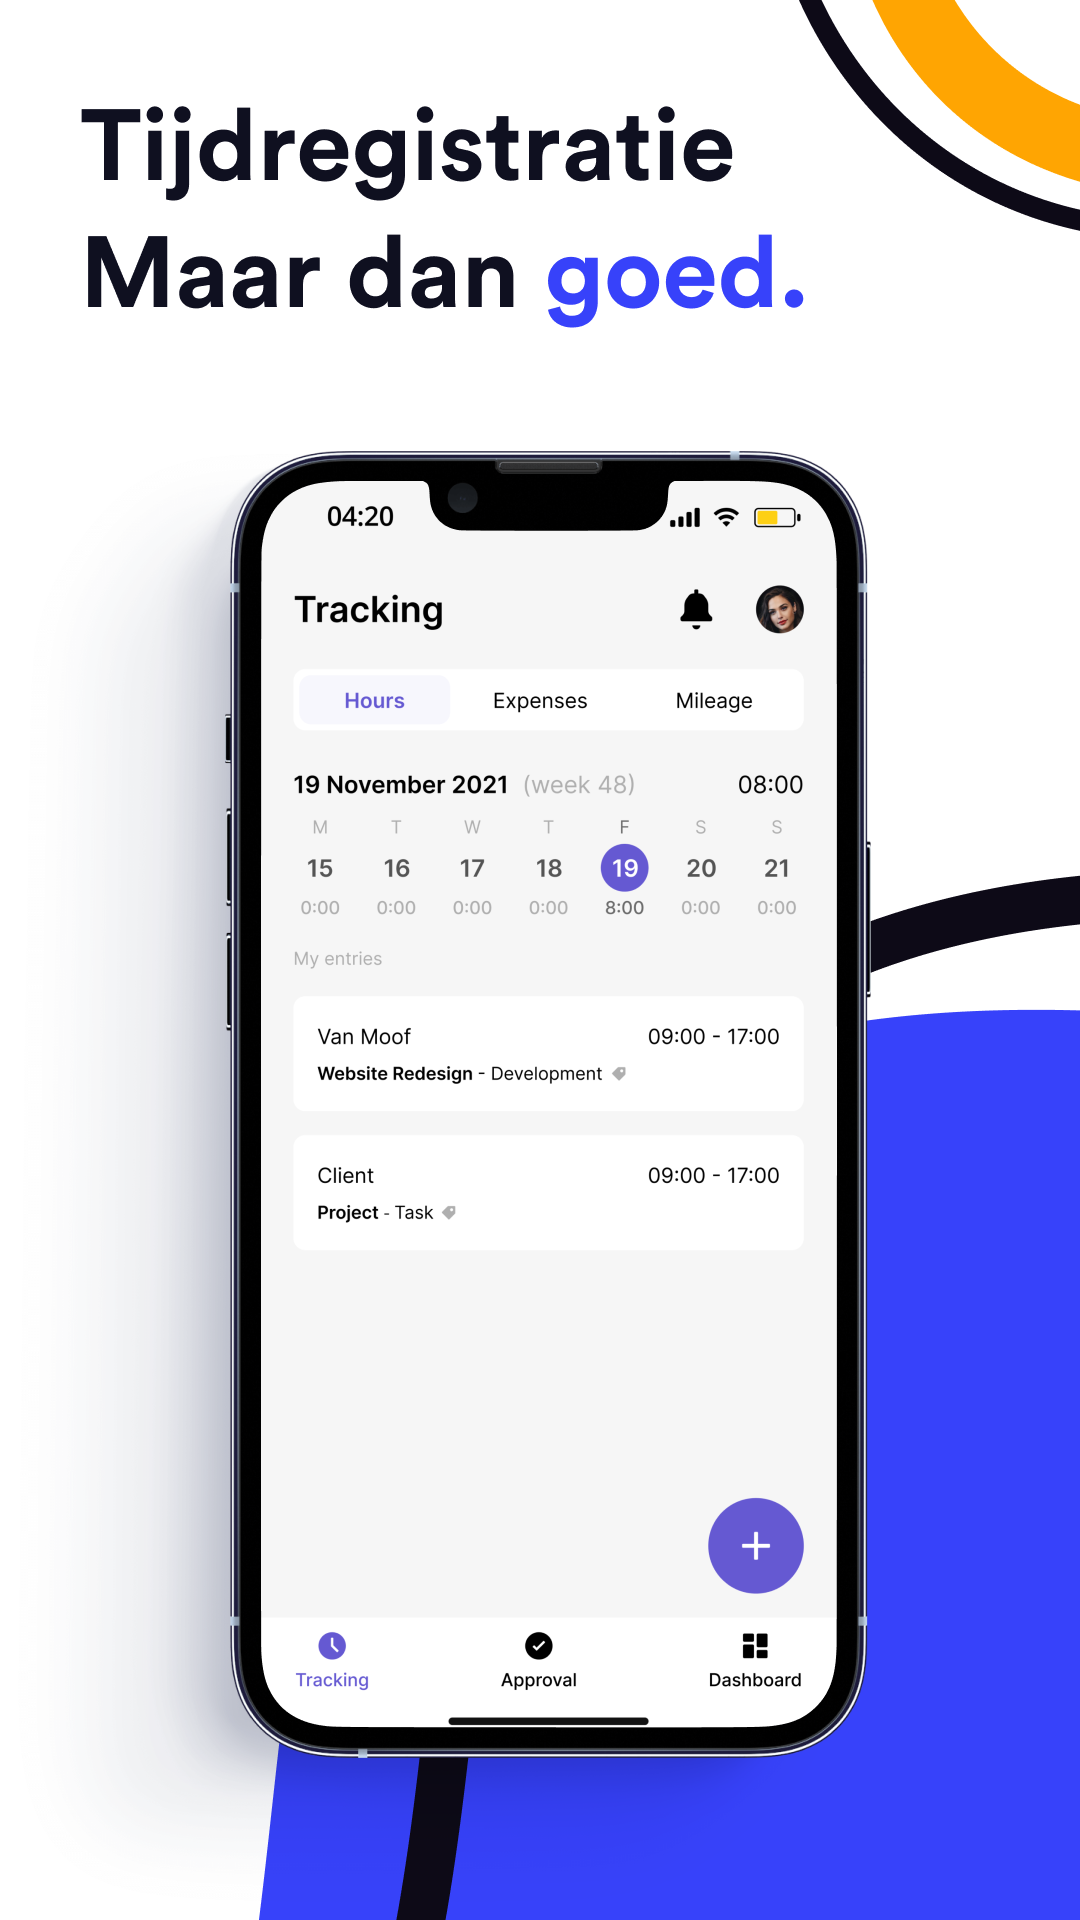 Tijdregistratie
Maar dan goed.
04:20
Tracking
Hours Expenses Mileage
19 November 2021 (week 48) 08:00
M T W T F S S
15 16 17 18 19 20 21
0:00 0:00 0:00 0:00 8:00 0:00 0:00
My entries
Van Moof 09:00 - 17:00
Website Redesign - Development
Client 09:00 - 17:00
Project - Task
Tracking Approval Dashboard